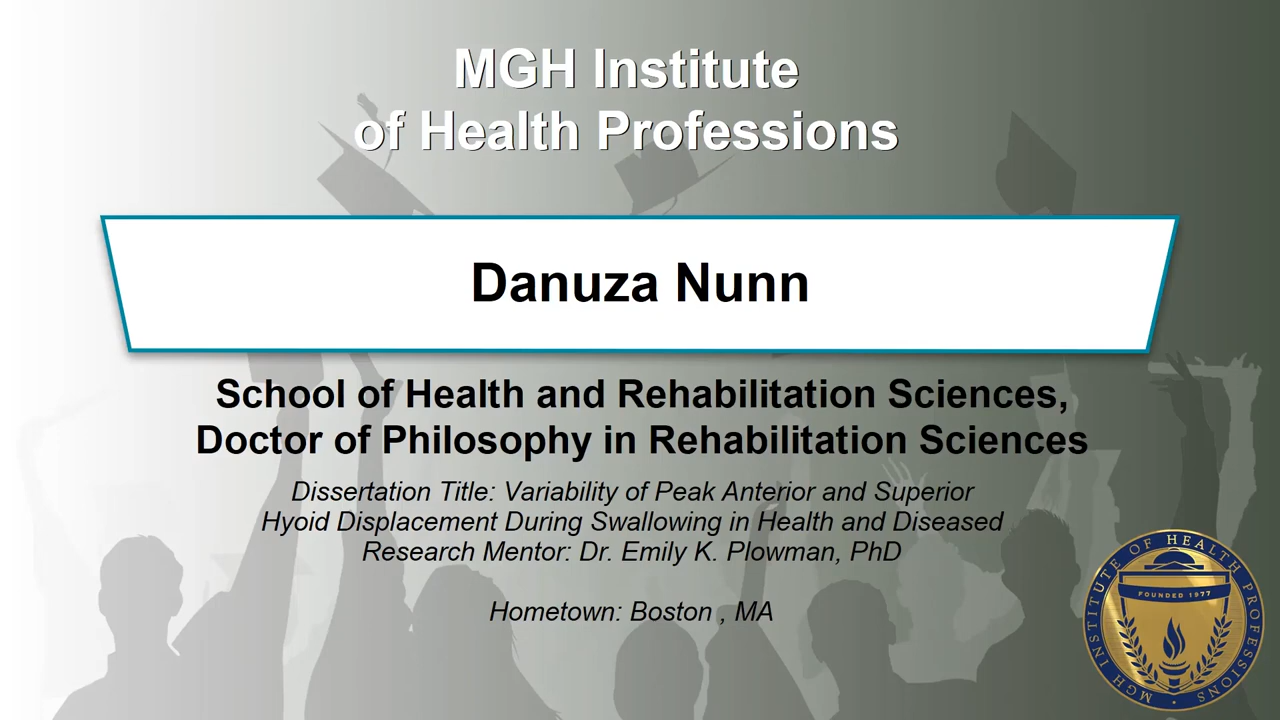 MGH Institute
of Health Professions
Danuza Nunn
School of Health and Rehabilitation Sciences,
Doctor of Philosophy in Rehabilitation Sciences
Dissertation Title: Variability of Peak Anterior and Superior
Hyoid Displacement During Swallowing in Health and Diseased
Research Mentor: Dr. Emily K. Plowman, PhD
Hometown: Boston , MA
MGH INSTITUTE OF HEALTH PROFESSIONS
FOUNDED 1977